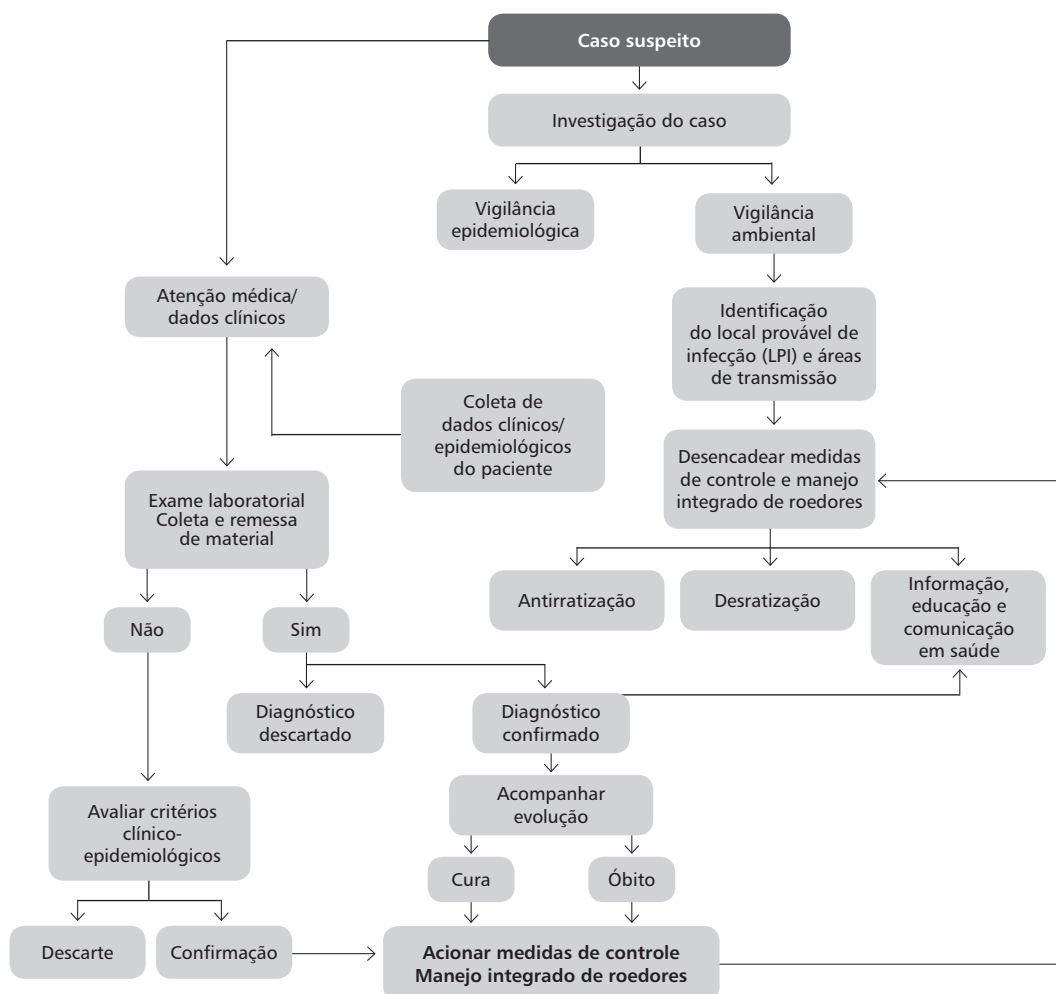 Caso suspeito
Investigação do caso
Vigilância
epidemiológica
Vigilância
ambiental
Atenção médica/
dados clínicos
Identificação
do local provável de
infecção (LPI) e áreas
de transmissão
Coleta de
dados clínicos/
epidemiológicos
do paciente
Desencadear medidas
de controle e manejo
integrado de roedores
Exame laboratorial
Coleta e remessa
de material
Antirratização
Desratização
Informação,
educação e
comunicação
em saúde
Não
Sim
Diagnóstico
descartado
Diagnóstico
confirmado
Avaliar critérios
clínico-
epidemiológicos
Acompanhar
evolução
Cura
Óbito
Descarte
Confirmação
Acionar medidas de controle
Manejo integrado de roedores